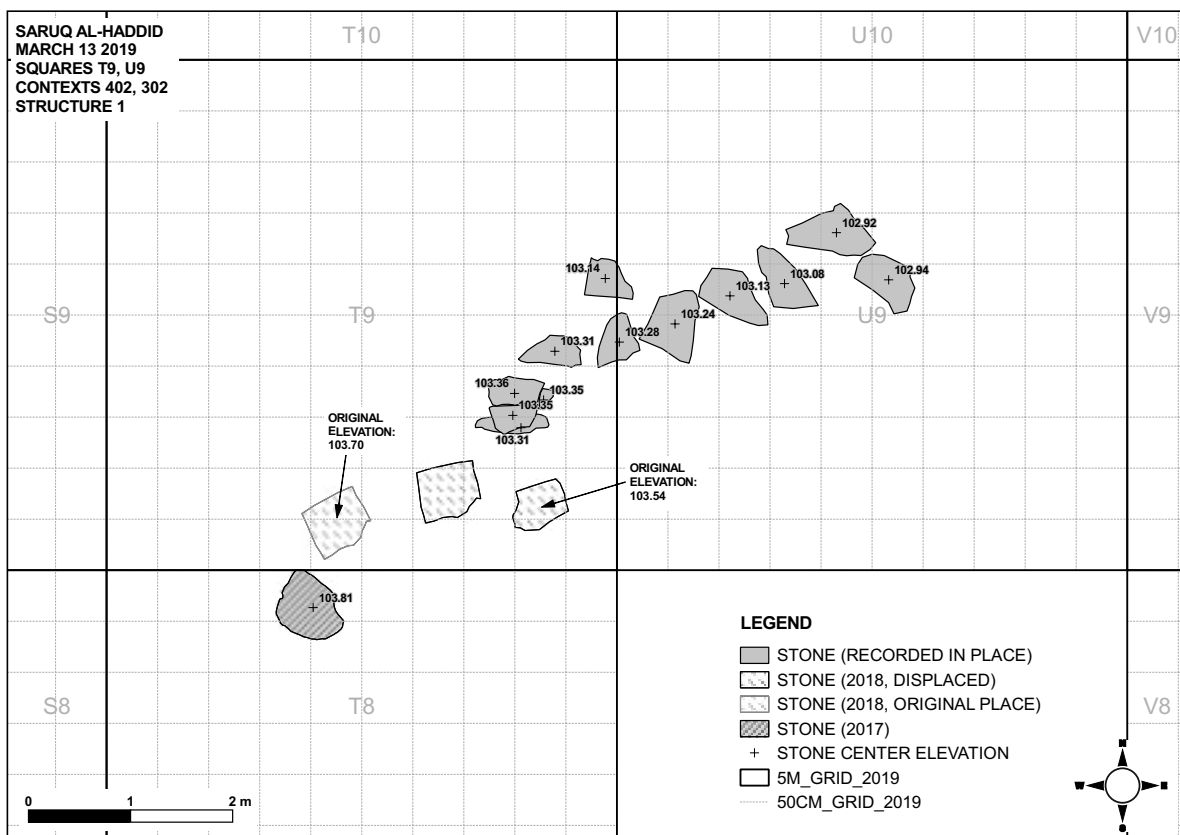 SARUQ AL-HADDID
MARCH 13 2019
SQUARES T9, U9
CONTEXTS 402, 302
STRUCTURE 1
T10
U10
V10
102.92
103.14
103.08
102.94
103.13
S9
T9
103.24
U9
V9
103.28
103.31
103.36
103.35
103.35
103.31
ORIGINAL
ELEVATION:
103.70
ORIGINAL
ELEVATION:
103.54
103.81
S8
T8
V8
LEGEND
STONE (RECORDED IN PLACE)
STONE (2018, DISPLACED)
STONE (2018, ORIGINAL PLACE)
STONE (2017)
STONE CENTER ELEVATION
5M_GRID_2019
50CM_GRID_2019
0 1 2 m
N
W E
S